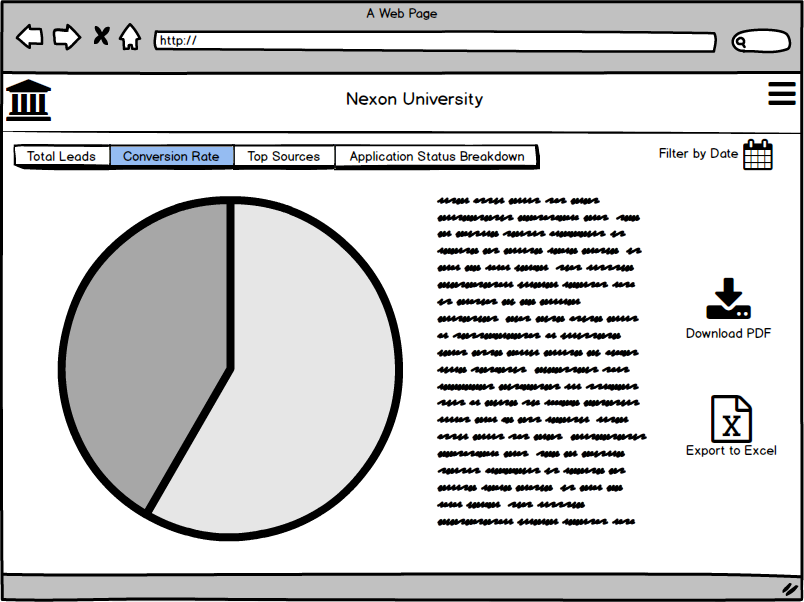 A Web Page
http://
Nexon University
Total Leads Conversion Rate Top Sources Application Status Breakdown
Filter by Date
Download PDF
X
Export to Excel